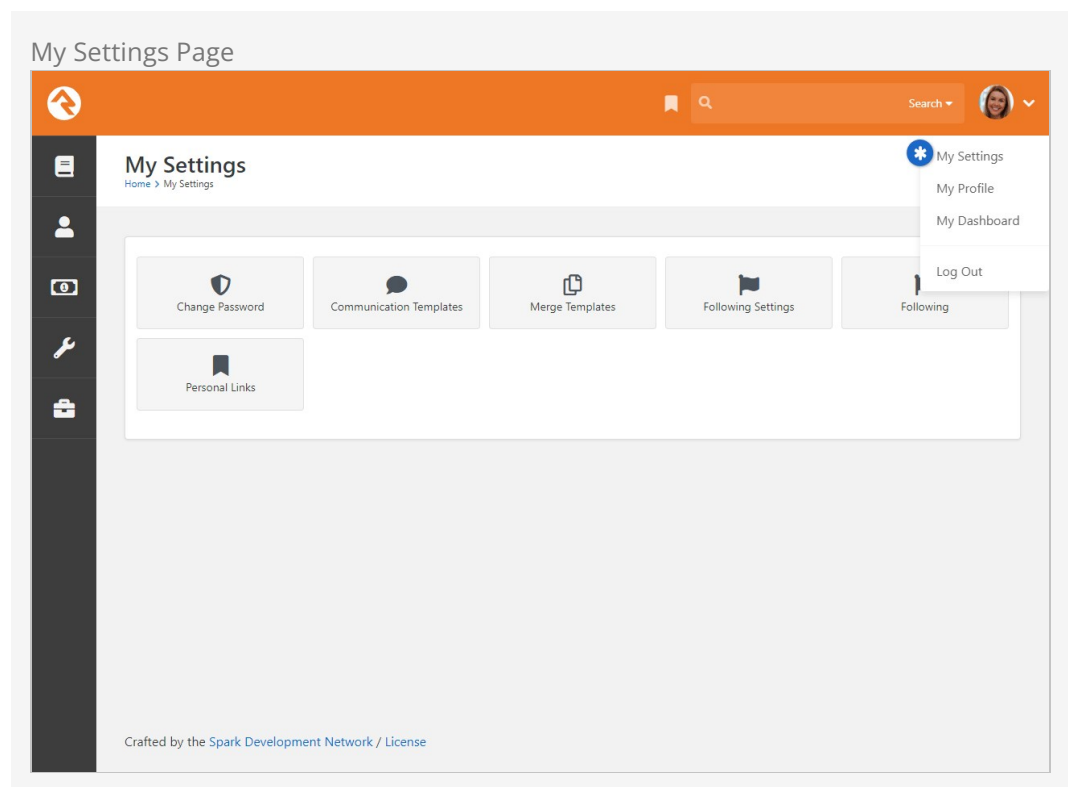 My Settings Page
Search
My Settings
Home > My Settings
My Settings
My Profile
My Dashboard
Log Out
Change Password
Communication Templates
Merge Templates
Following Settings
Following
Personal Links
Crafted by the Spark Development Network / License